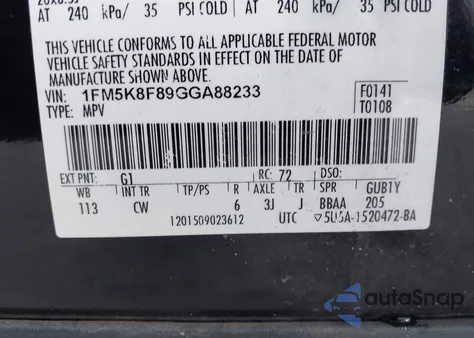 AT 240 kPa/ 35 PSI COLD AT 240 kPa/ 35 PSI COLD
THIS VEHICLE CONFORMS TO ALL APPLICABLE FEDERAL MOTOR
VEHICLE SAFETY STANDARDS IN EFFECT ON THE DATE OF
MANUFACTURE SHOWN ABOVE.
VIN: 1FM5K8F89GGA88233
TYPE: MPV
F0141
T0108
EXT PNT: G1 RC: 72 DSO:
WB INT TR TP/PS R AXLE TR SPR GUB1Y
113 CW 6 3J J BBAA 205
1201509023612 UTC ▽5U5A-1520472-BA
autoSnap